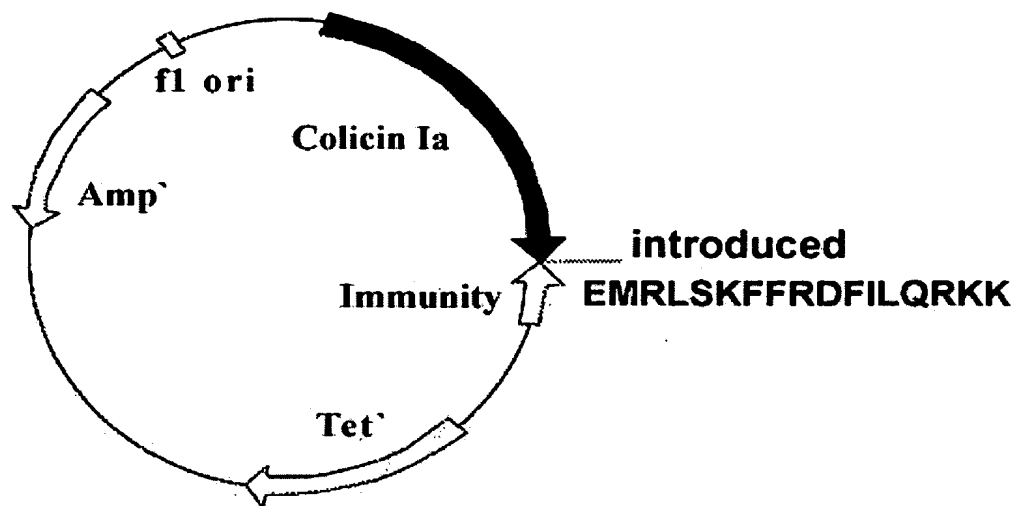 f1 ori
Colicin Ia
Amp`
introduced
Immunity
EMRLSKFFRDFILQRKK
Tet`